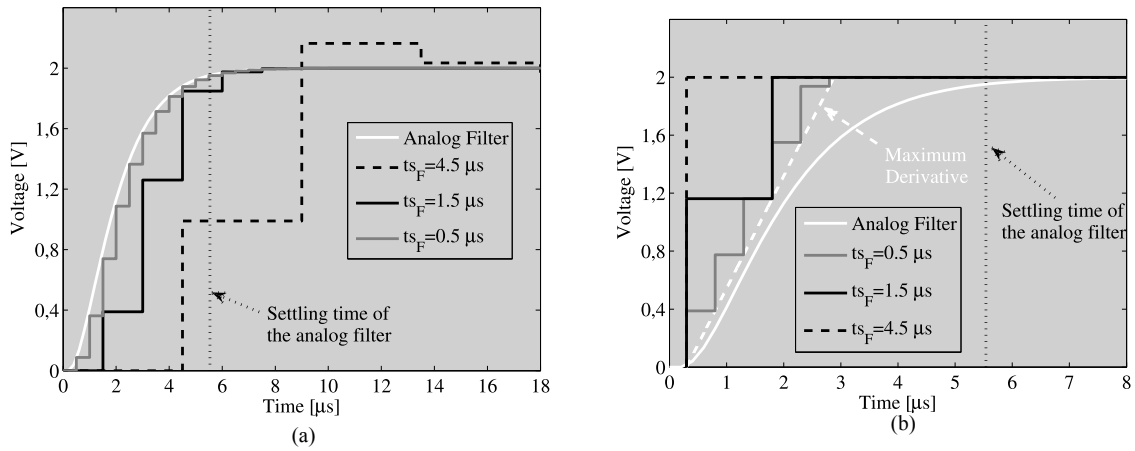 Voltage [V]
2
1,6
1,2
0,8
0,4
0
0 2 4 6 8 10 12 14 16 18
Time [μs]
Analog Filter
ts_F=4.5 μs
ts_F=1.5 μs
ts_F=0.5 μs
Settling time of
the analog filter
(a)
Voltage [V]
2
1,6
1,2
0,8
0,4
0
0 1 2 3 4 5 6 7 8
Time [μs]
Maximum
Derivative
Settling time of
the analog filter
Analog Filter
ts_F=0.5 μs
ts_F=1.5 μs
ts_F=4.5 μs
(b)